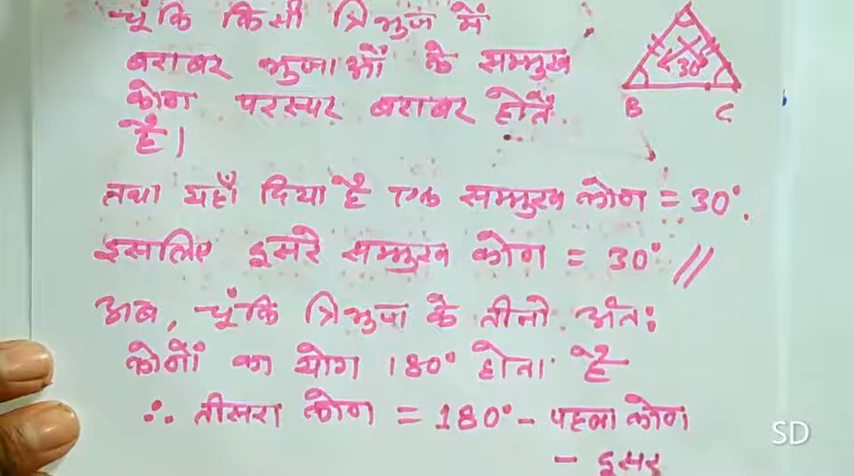 चूंकि किसी त्रिभुज में
बराबर भुजाओं के सम्मुख
कोण परस्पर बराबर होते
है।
30°
B
C
तथा यहाँ दिया है एक सम्मुख कोण = 30°.
इसलिए दूसरे सम्मुख कोण = 30° //
अब, चूंकि त्रिभुज के तीनो अंत:
कोणों का योग 180° होता है
∴ तीसरा कोण = 180° - पहला कोण
- दूसर
SD